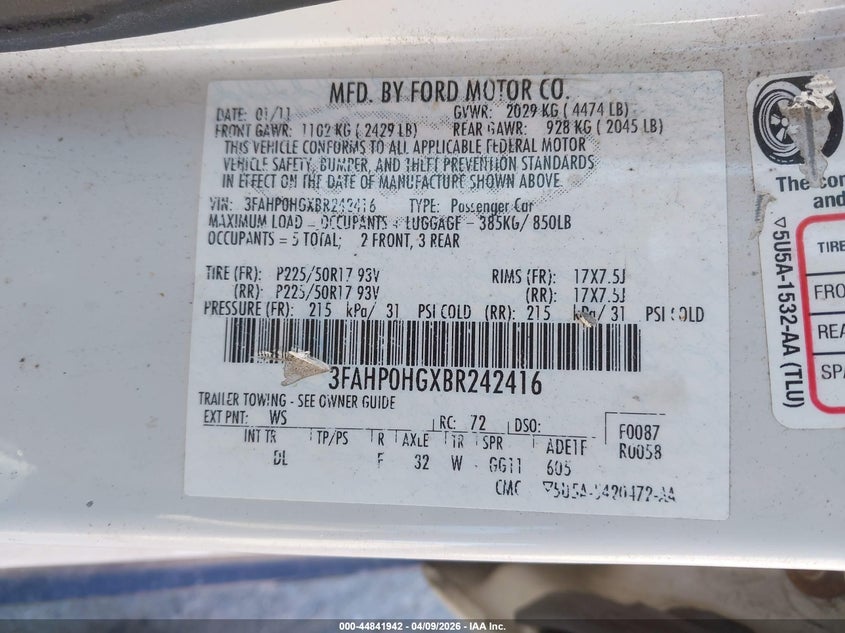 MFD. BY FORD MOTOR CO.
DATE: 01/11 GVWR: 2029 KG ( 4474 LB)
FRONT GAWR: 1102 KG ( 2429 LB) REAR GAWR: 928 KG ( 2045 LB)
THIS VEHICLE CONFORMS TO ALL APPLICABLE FEDERAL MOTOR
VEHICLE SAFETY, BUMPER, AND THEFT PREVENTION STANDARDS
IN EFFECT ON THE DATE OF MANUFACTURE SHOWN ABOVE.
VIN: 3FAHP0HGXBR242416 TYPE: Passenger Car
MAXIMUM LOAD = OCCUPANTS + LUGGAGE = 385KG/ 850LB
OCCUPANTS = 5 TOTAL; 2 FRONT, 3 REAR
TIRE (FR): P225/50R17 93V RIMS (FR): 17X7.5J
(RR): P225/50R17 93V (RR): 17X7.5J
PRESSURE (FR): 215 kPa/ 31 PSI COLD (RR): 215 kPa/ 31 PSI COLD
3FAHP0HGXBR242416
TRAILER TOWING - SEE OWNER GUIDE
EXT PNT: WS RC: 72 DSO: F0087
INT TR TP/PS R AXLE TR SPR ADE1F R0058
DL F 32 W GG11 605
CMC
The
and
▽5U5A-1532-AA (TLU)
TIRE
FRO
REA
SPA
000-44841942 - 04/09/2026 - IAA Inc.